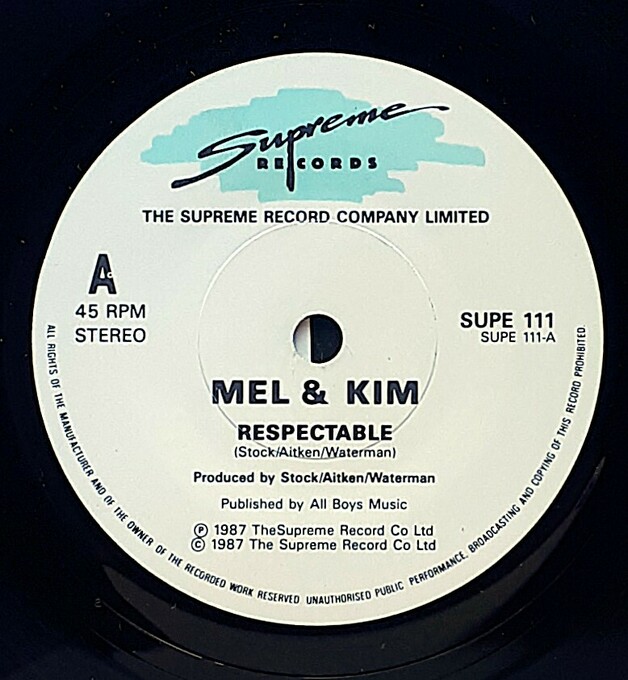 Supreme
RECORDS
THE SUPREME RECORD COMPANY LIMITED
A
45 RPM
STEREO
SUPE 111
SUPE 111-A
MEL & KIM
RESPECTABLE
(Stock/Aitken/Waterman)
Produced by Stock/Aitken/Waterman
Published by All Boys Music
℗ 1987 TheSupreme Record Co Ltd
© 1987 The Supreme Record Co Ltd
ALL RIGHTS OF THE MANUFACTURER AND OF THE OWNER OF THE RECORDED WORK RESERVED. UNAUTHORISED PUBLIC PERFORMANCE, BROADCASTING AND COPYING OF THIS RECORD PROHIBITED.